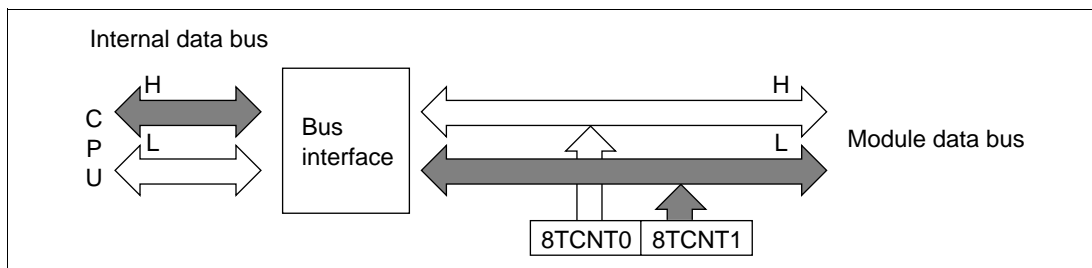 Internal data bus
H
H
C
P
U
L
L
Bus
interface
Module data bus
8TCNT0
8TCNT1